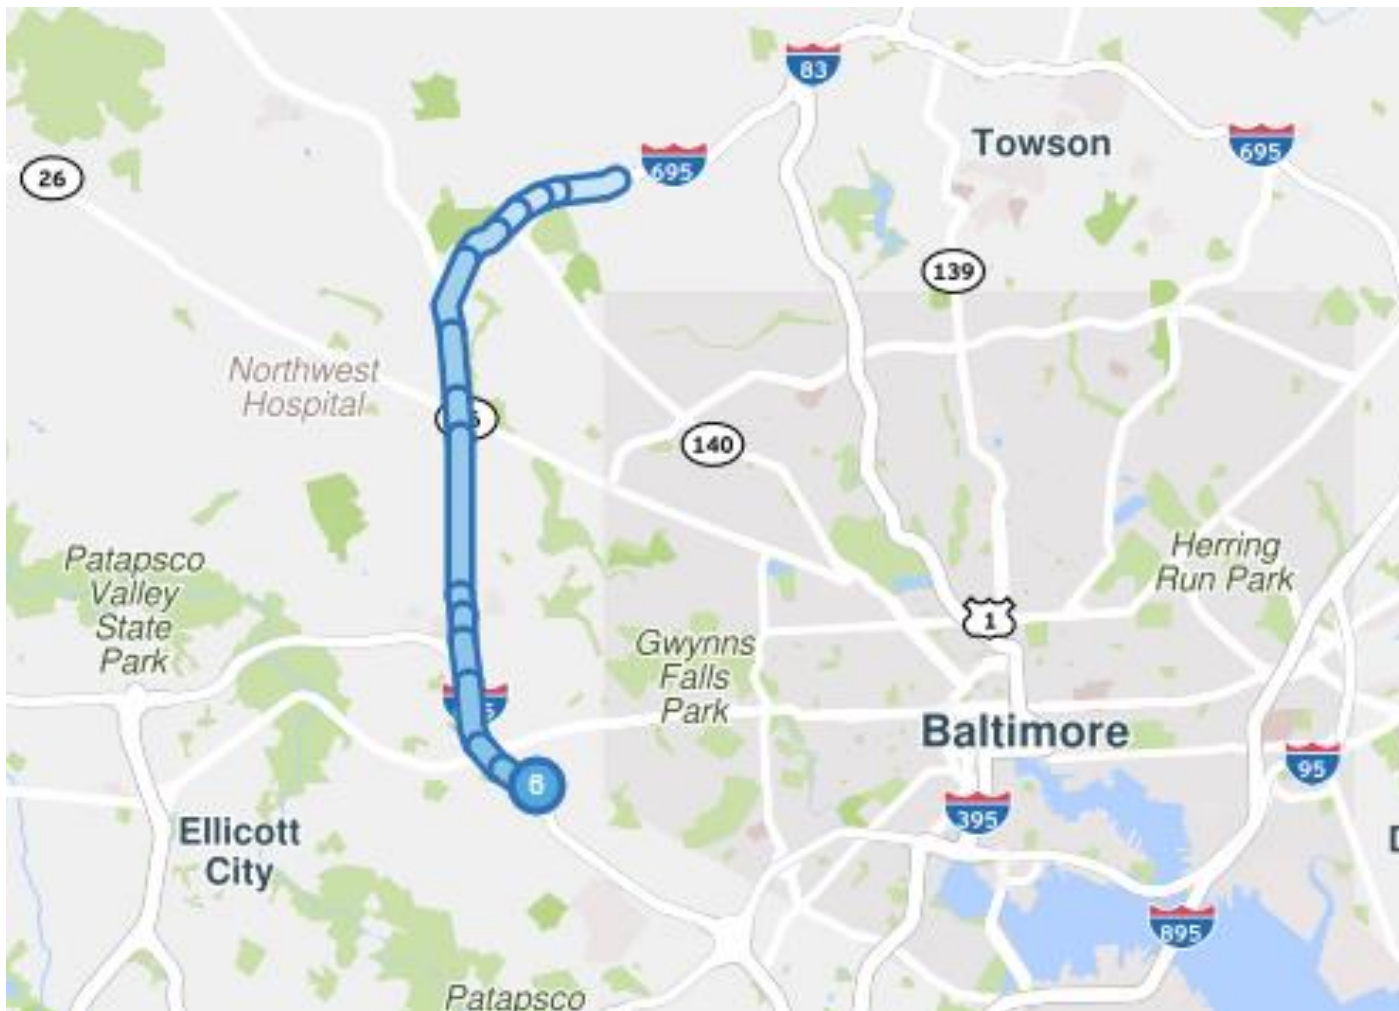 83
Towson
695
695
26
139
Northwest
Hospital
140
Patapsco
Valley
State
Park
Herring
Run Park
1
Gwynns
Falls
Park
Baltimore
95
6
395
Ellicott
City
895
Patapsco